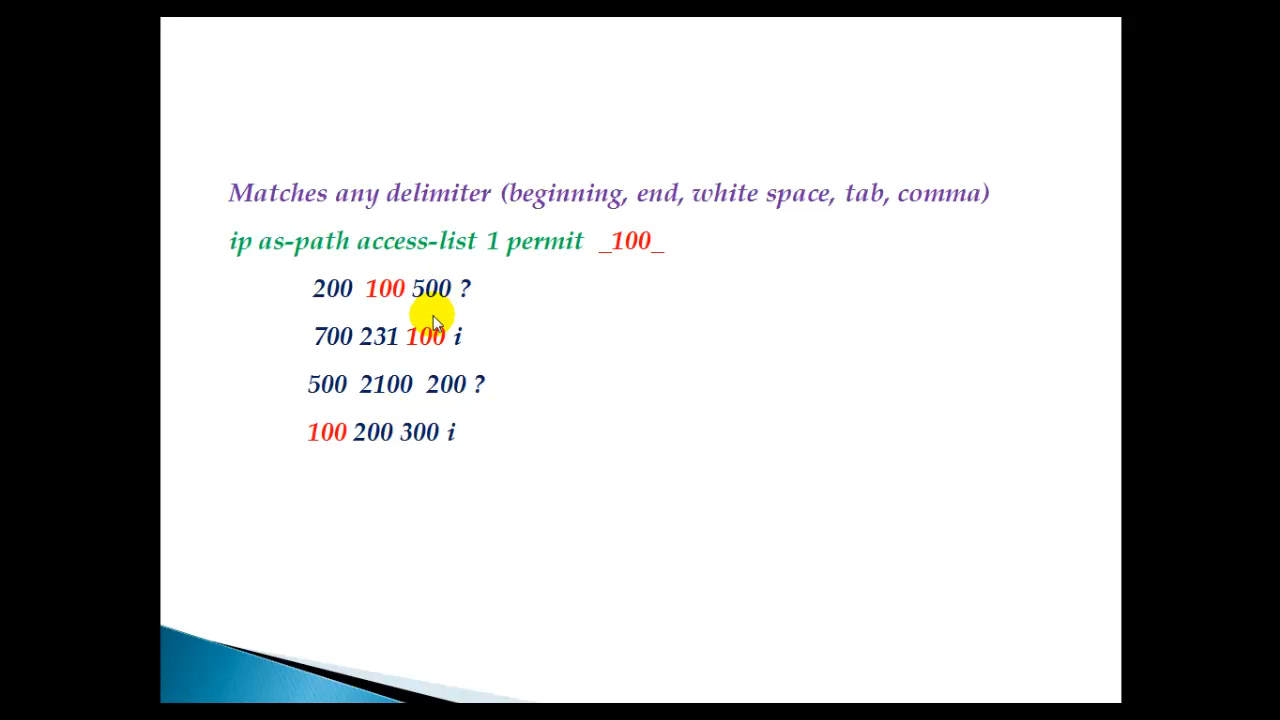 Matches any delimiter (beginning, end, white space, tab, comma)
ip as-path access-list 1 permit _100_
200 100 500 ?
700 231 100 i
500 2100 200 ?
100 200 300 i